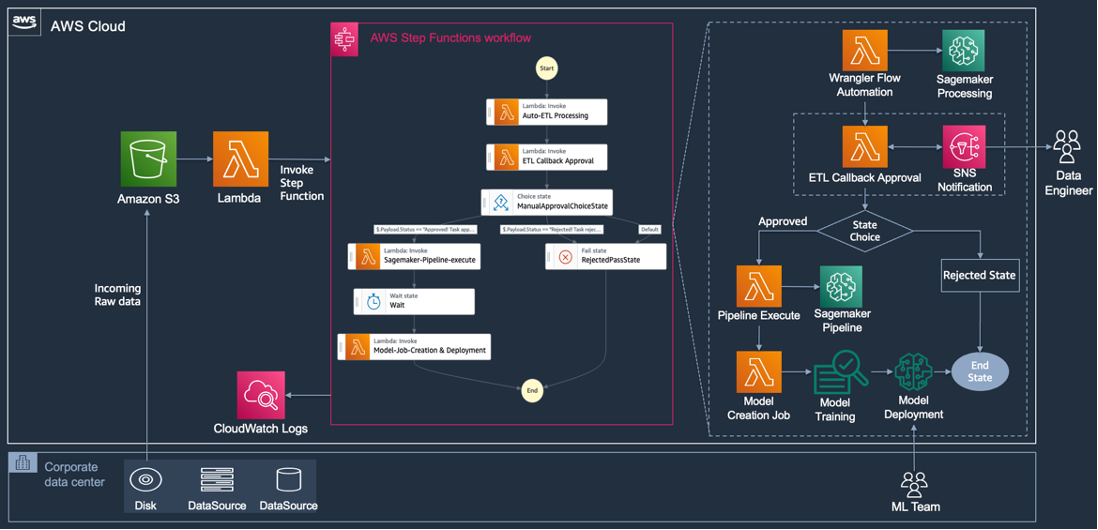 aws
AWS Cloud
AWS Step Functions workflow
Start
Lambda: Invoke
Auto-ETL Processing
Lambda: Invoke
ETL Callback Approval
Choice state
ManualApprovalChoiceState
$.Payload.Status == "Approved! Task app...
$.Payload.Status == "Rejected! Task rejec...
Default
Lambda: Invoke
Sagemaker-Pipeline-execute
Fail state
RejectedPassState
Wait state
Wait
Lambda: Invoke
Model-Job-Creation & Deployment
End
Amazon S3
Lambda
Invoke
Step
Function
Incoming
Raw data
CloudWatch Logs
Wrangler Flow
Automation
Sagemaker
Processing
ETL Callback Approval
SNS
Notification
Data
Engineer
Approved
State
Choice
Rejected State
Pipeline Execute
Sagemaker
Pipeline
Model
Creation Job
Model
Training
Model
Deployment
End
State
Corporate
data center
Disk
DataSource
DataSource
ML Team